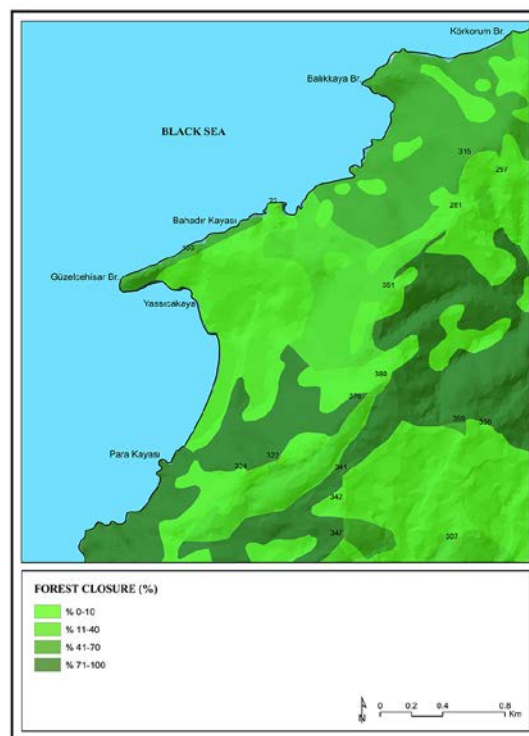 Körkorum Br.
Balıkkaya Br.
BLACK SEA
315
297
22
281
Bahadır Kayası
Güzelcehisar Br.
Yassıcakaya
351
380
376
359
Para Kayası
322
324
341
342
347
307
FOREST CLOSURE (%)
% 0-10
% 11-40
% 41-70
% 71-100
N
0 0.2 0.4 0.8
Km